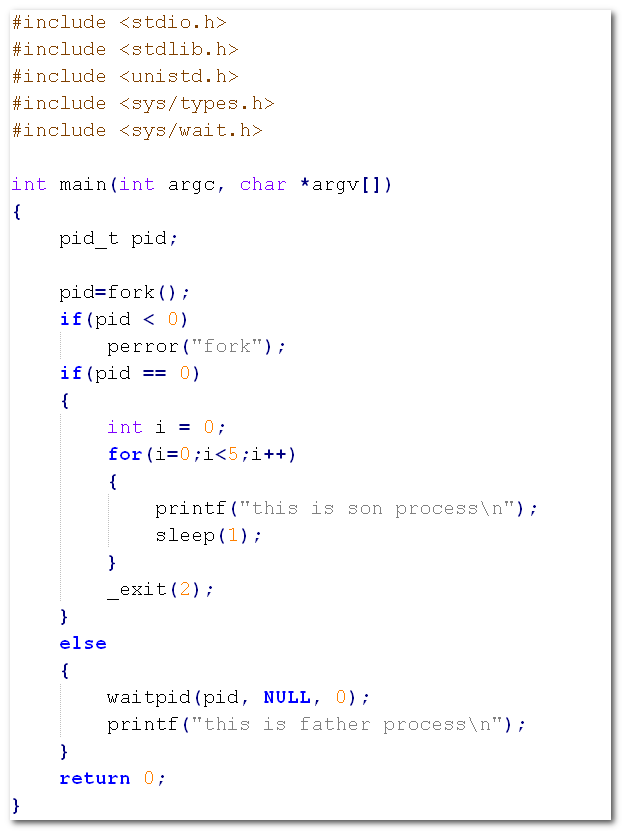 #include <stdio.h>
#include <stdlib.h>
#include <unistd.h>
#include <sys/types.h>
#include <sys/wait.h>

int main(int argc, char *argv[])
{
    pid_t pid;

    pid=fork();
    if(pid < 0)
        perror("fork");
    if(pid == 0)
    {
        int i = 0;
        for(i=0;i<5;i++)
        {
            printf("this is son process\n");
            sleep(1);
        }
        _exit(2);
    }
    else
    {
        waitpid(pid, NULL, 0);
        printf("this is father process\n");
    }
    return 0;
}